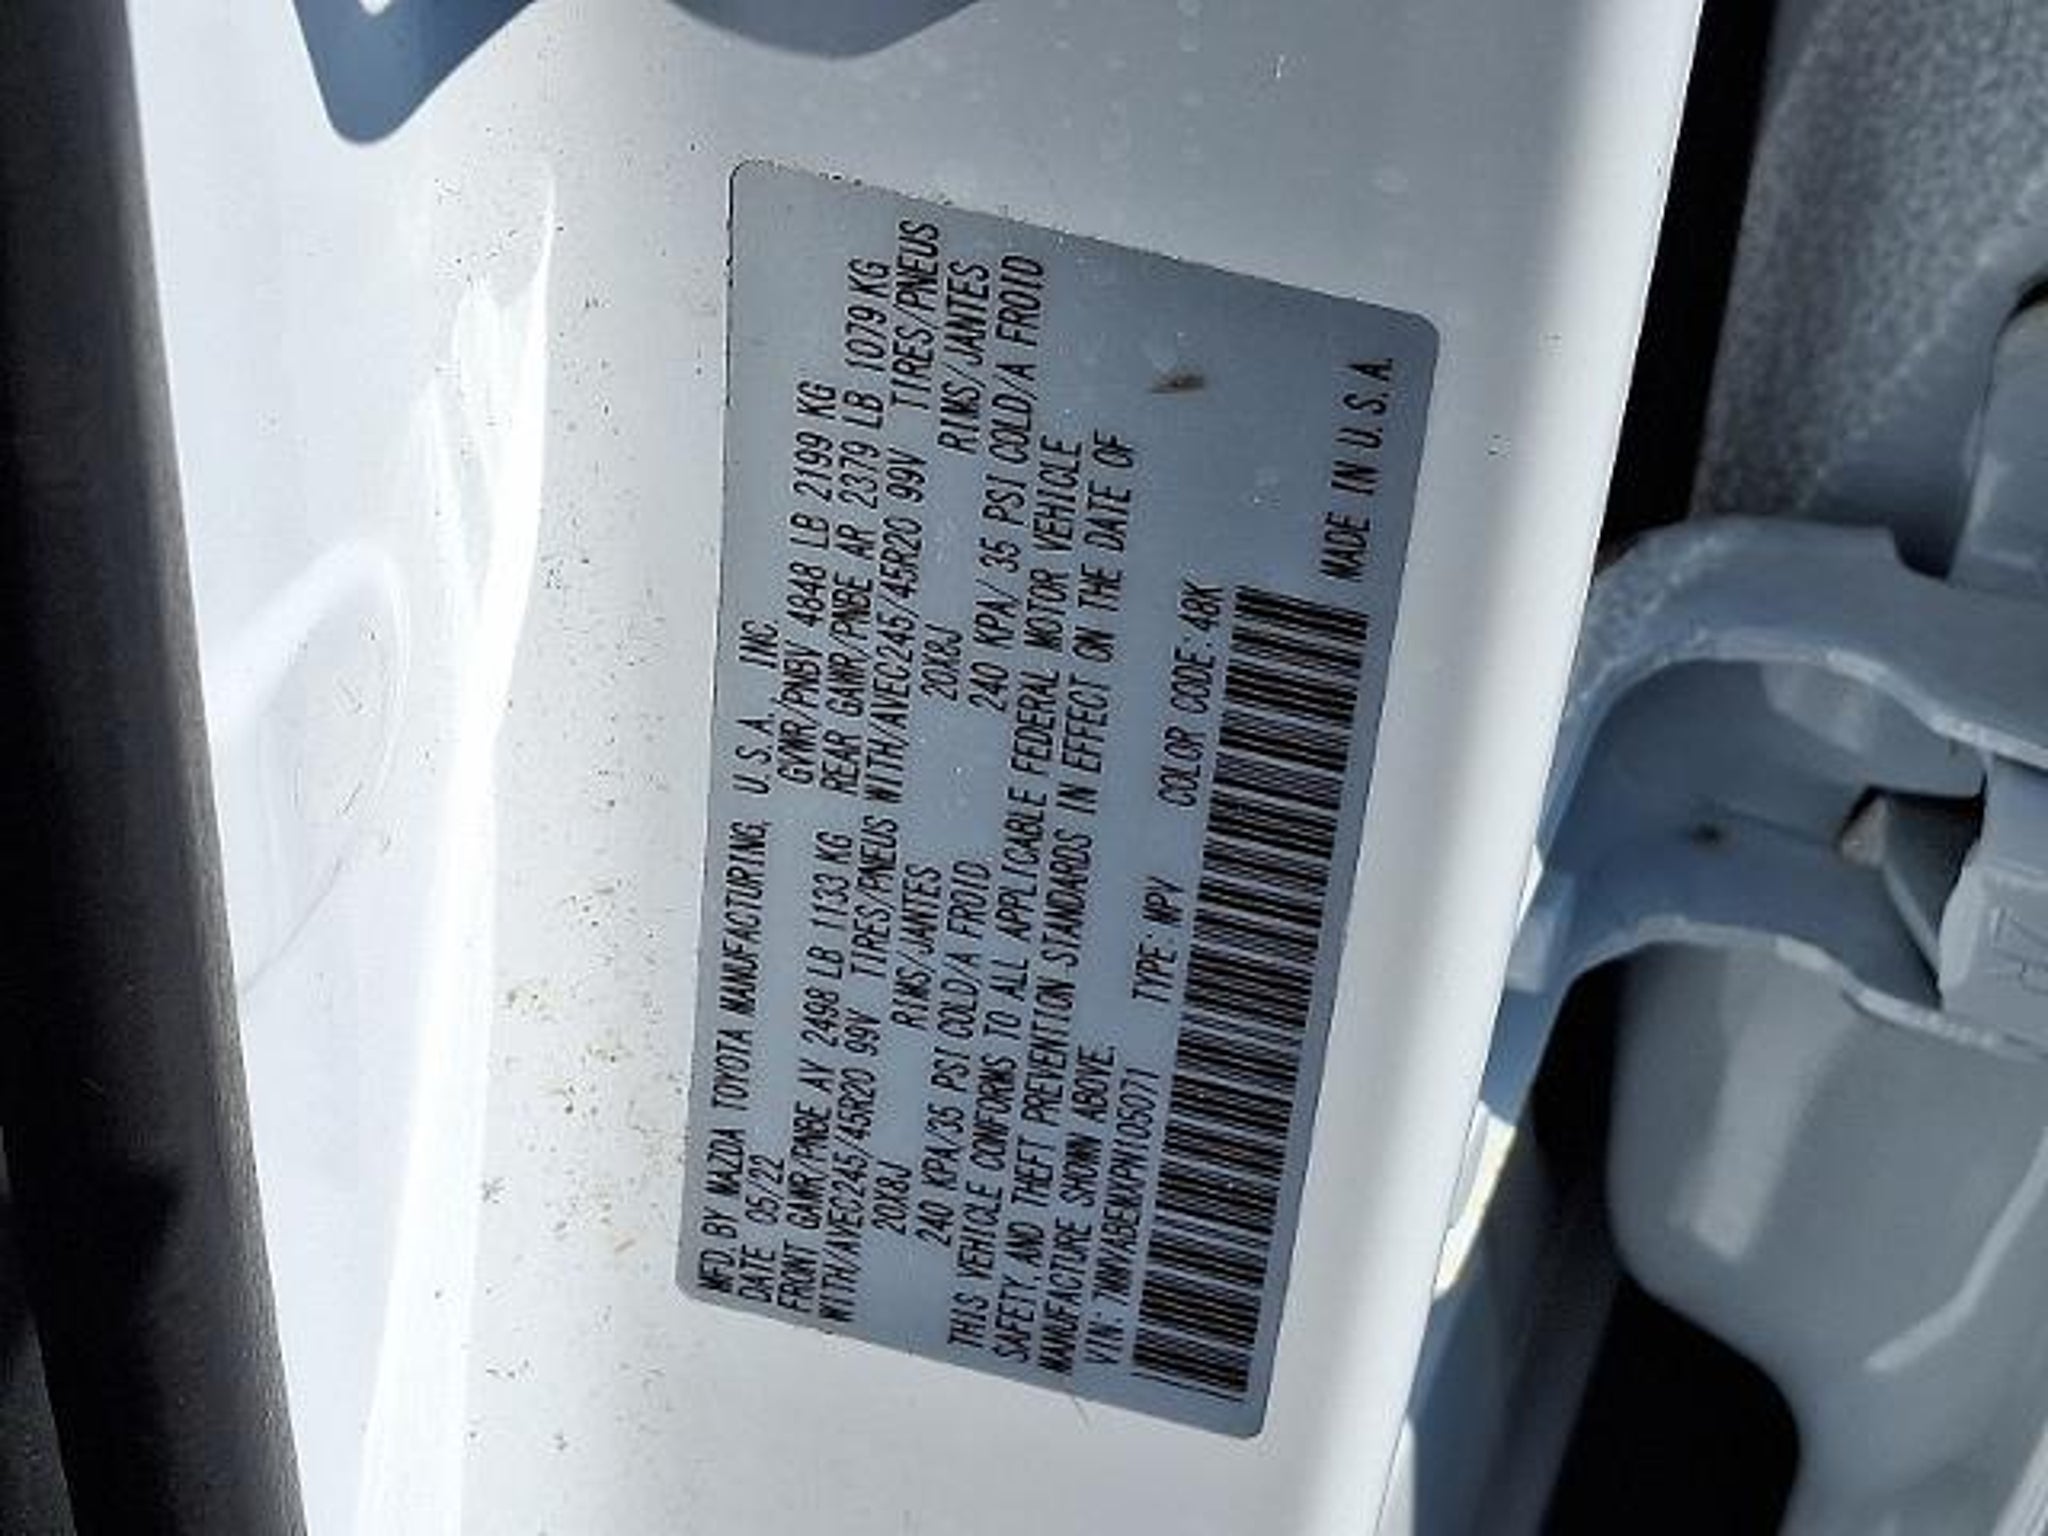 MFD. BY MAZDA TOYOTA MANUFACTURING, U.S.A. INC.
DATE 05/22 GVWR/PNBV 4848 LB 2199 KG
FRONT GAWR/PNBE AV 2498 LB 1133 KG REAR GAWR/PNBE AR 2379 LB 1079 KG
WITH/AVEC245/45R20 99V TIRES/PNEUS WITH/AVEC245/45R20 99V TIRES/PNEUS
20X8J RIMS/JANTES 20X8J RIMS/JANTES
240 KPA/35 PSI COLD/A FROID 240 KPA/ 35 PSI COLD/A FROID
THIS VEHICLE CONFORMS TO ALL APPLICABLE FEDERAL MOTOR VEHICLE
SAFETY, AND THEFT PREVENTION STANDARDS IN EFFECT ON THE DATE OF
MANUFACTURE SHOWN ABOVE.
VIN: 7MMVABEMXPN105071 TYPE: MPV COLOR CODE: 48K
MADE IN U.S.A.